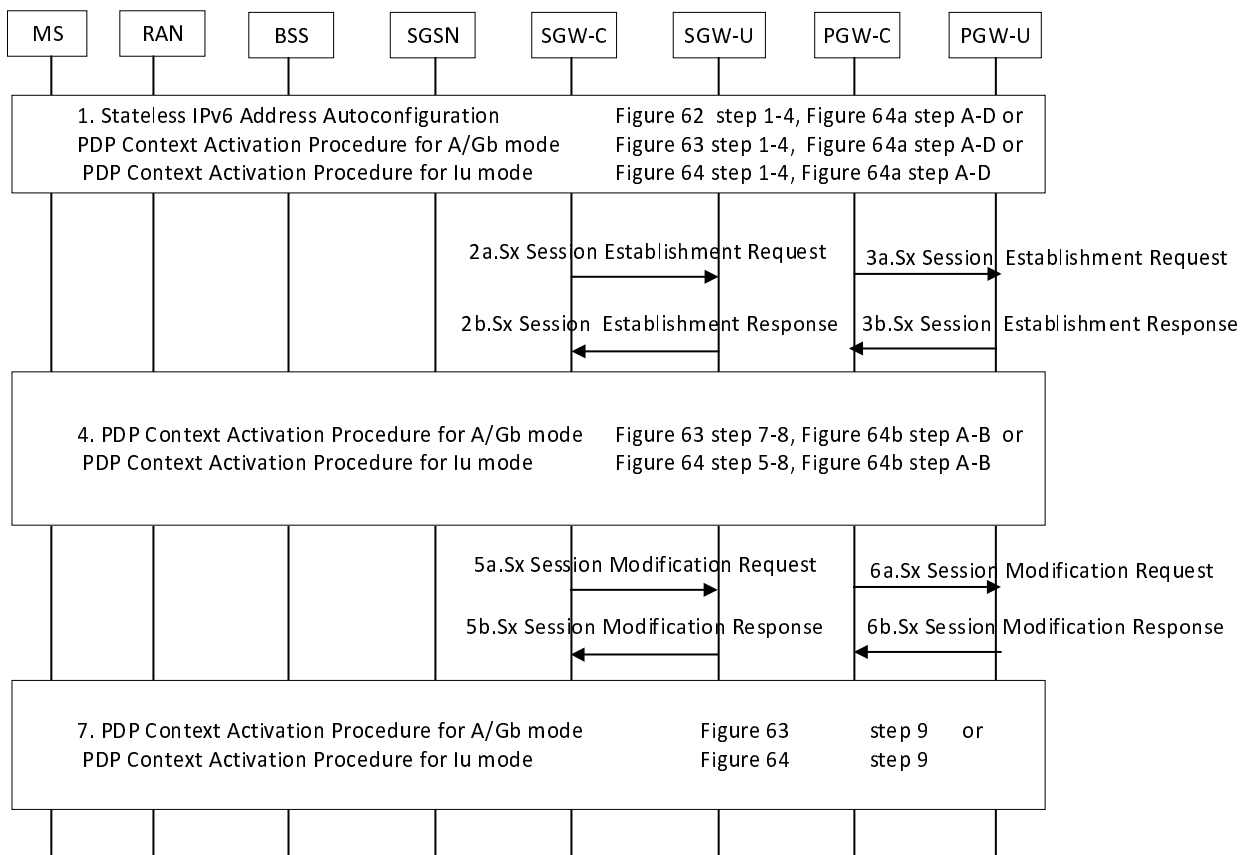 MS RAN BSS SGSN SGW-C SGW-U PGW-C PGW-U
1. Stateless IPv6 Address Autoconfiguration Figure 62 step 1-4, Figure 64a step A-D or
PDP Context Activation Procedure for A/Gb mode Figure 63 step 1-4, Figure 64a step A-D or
PDP Context Activation Procedure for Iu mode Figure 64 step 1-4, Figure 64a step A-D
2a.Sx Session Establishment Request 3a.Sx Session Establishment Request
2b.Sx Session Establishment Response 3b.Sx Session Establishment Response
4. PDP Context Activation Procedure for A/Gb mode Figure 63 step 7-8, Figure 64b step A-B or
PDP Context Activation Procedure for Iu mode Figure 64 step 5-8, Figure 64b step A-B
5a.Sx Session Modification Request 6a.Sx Session Modification Request
5b.Sx Session Modification Response 6b.Sx Session Modification Response
7. PDP Context Activation Procedure for A/Gb mode Figure 63 step 9 or
PDP Context Activation Procedure for Iu mode Figure 64 step 9